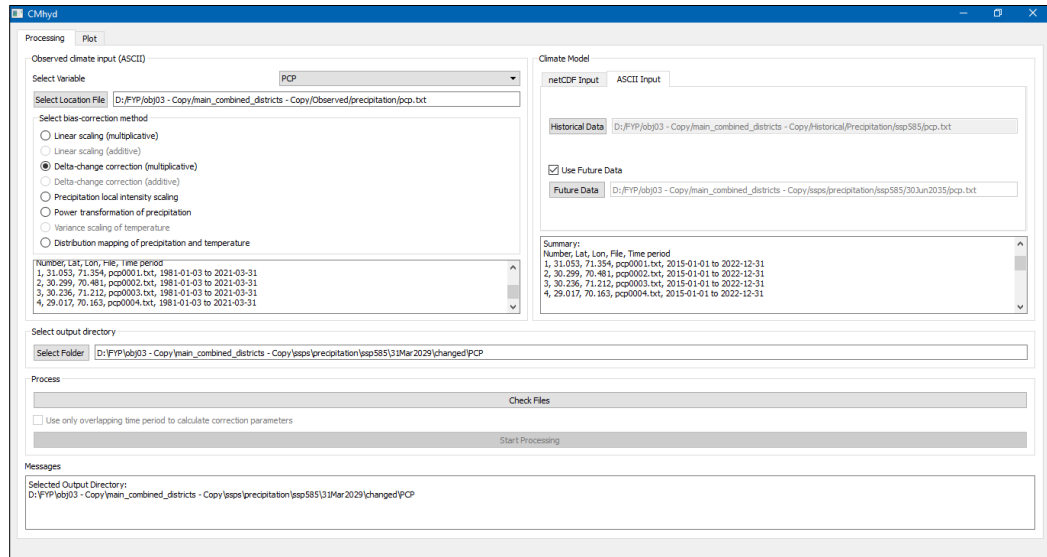 CMhyd
Processing
Plot
Observed climate input (ASCII)
Select Variable
PCP
Select Location File
D:/FYP/obj03 - Copy/main_combined_districts - Copy/Observed/precipitation/pcp.txt
Select bias-correction method
Linear scaling (multiplicative)
Linear scaling (additive)
Delta-change correction (multiplicative)
Delta-change correction (additive)
Precipitation local intensity scaling
Power transformation of precipitation
Variance scaling of temperature
Distribution mapping of precipitation and temperature
Number, Lat, Lon, File, Time period
1, 31.053, 71.354, pcp0001.txt, 1981-01-03 to 2021-03-31
2, 30.299, 70.481, pcp0002.txt, 1981-01-03 to 2021-03-31
3, 30.236, 71.212, pcp0003.txt, 1981-01-03 to 2021-03-31
4, 29.017, 70.163, pcp0004.txt, 1981-01-03 to 2021-03-31
Climate Model
netCDF Input
ASCII Input
Historical Data
D:/FYP/obj03 - Copy/main_combined_districts - Copy/Historical/Precipitation/ssp585/pcp.txt
Use Future Data
Future Data
D:/FYP/obj03 - Copy/main_combined_districts - Copy/ssps/precipitation/ssp585/30Jun2035/pcp.txt
Summary:
Number, Lat, Lon, File, Time period
1, 31.053, 71.354, pcp0001.txt, 2015-01-01 to 2022-12-31
2, 30.299, 70.481, pcp0002.txt, 2015-01-01 to 2022-12-31
3, 30.236, 71.212, pcp0003.txt, 2015-01-01 to 2022-12-31
4, 29.017, 70.163, pcp0004.txt, 2015-01-01 to 2022-12-31
Select output directory
Select Folder
D:\FYP\obj03 - Copy\main_combined_districts - Copy\ssps\precipitation\ssp585\31Mar2029\changed\PCP
Process
Check Files
Use only overlapping time period to calculate correction parameters
Start Processing
Messages
Selected Output Directory:
D:\FYP\obj03 - Copy\main_combined_districts - Copy\ssps\precipitation\ssp585\31Mar2029\changed\PCP